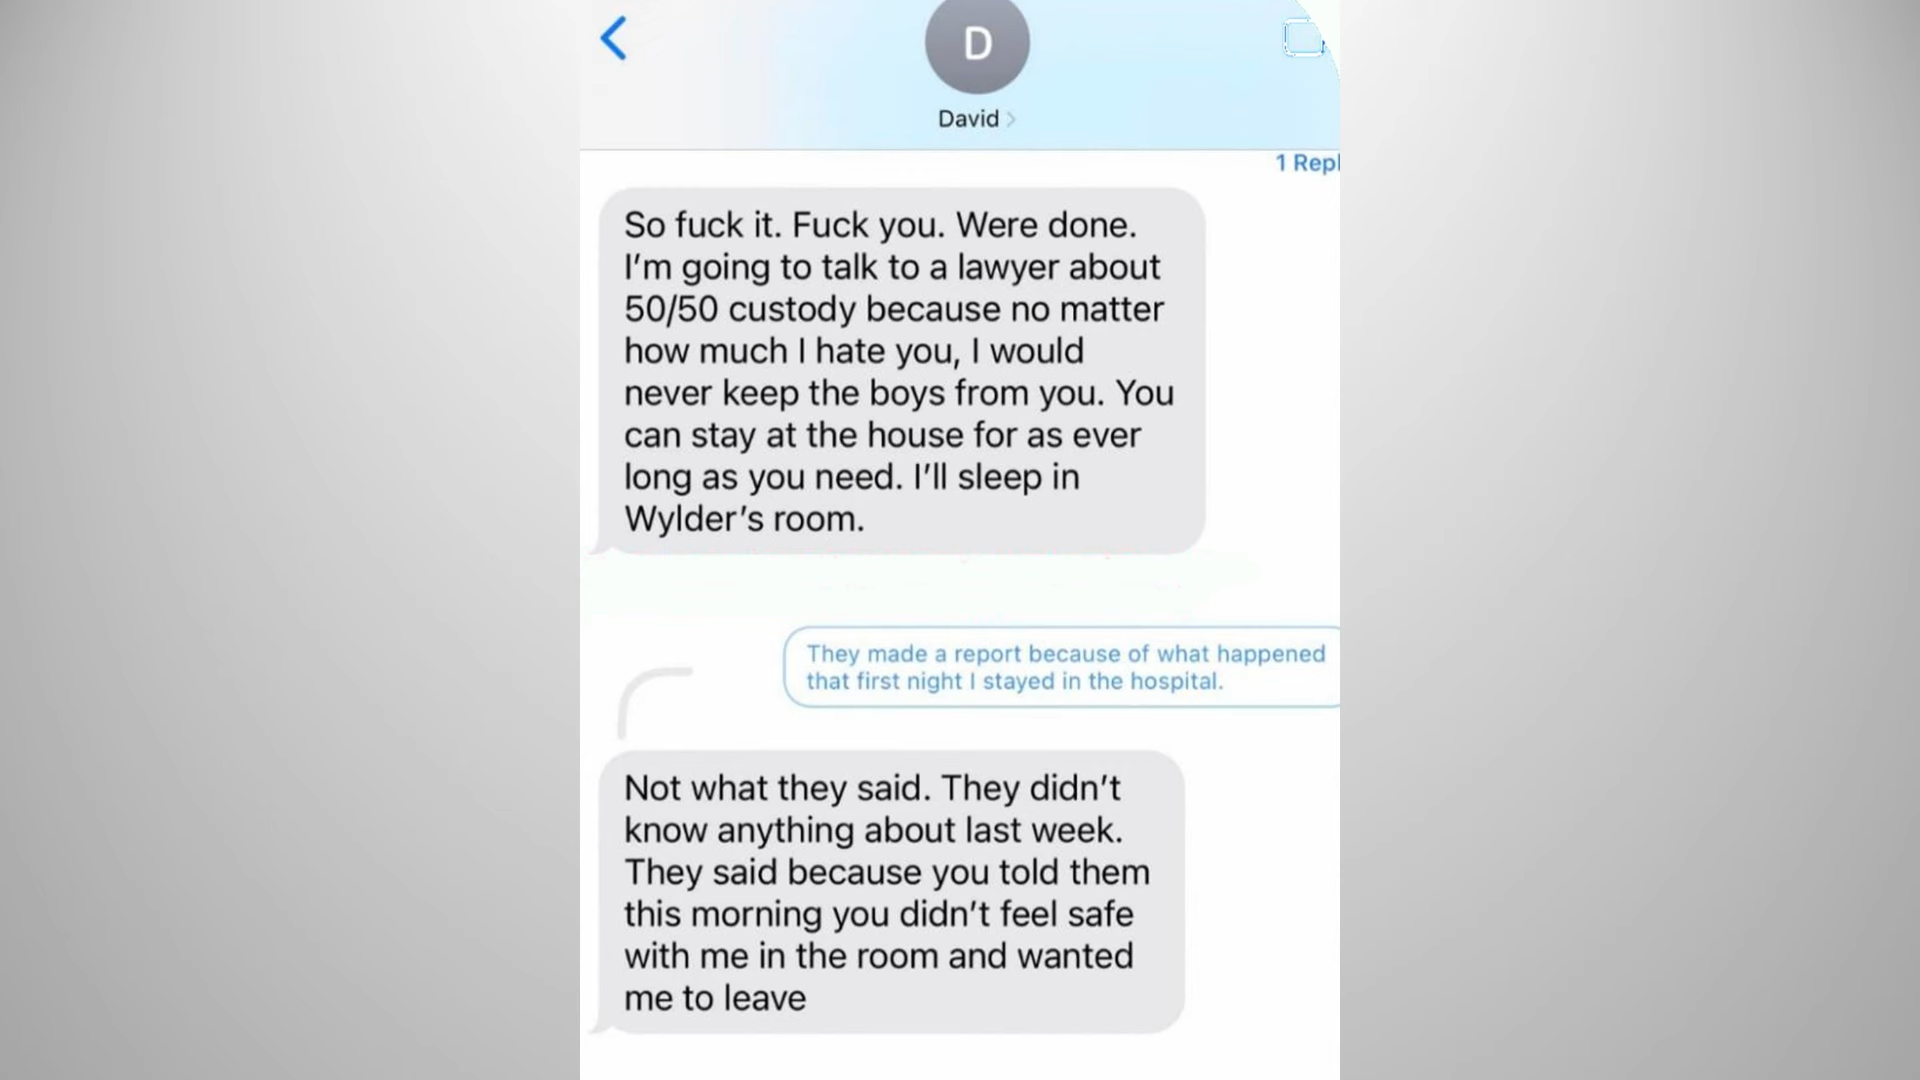 D
David
1 Repl
So fuck it. Fuck you. Were done.
I’m going to talk to a lawyer about
50/50 custody because no matter
how much I hate you, I would
never keep the boys from you. You
can stay at the house for as ever
long as you need. I’ll sleep in
Wylder’s room.
They made a report because of what happened
that first night I stayed in the hospital.
Not what they said. They didn’t
know anything about last week.
They said because you told them
this morning you didn’t feel safe
with me in the room and wanted
me to leave